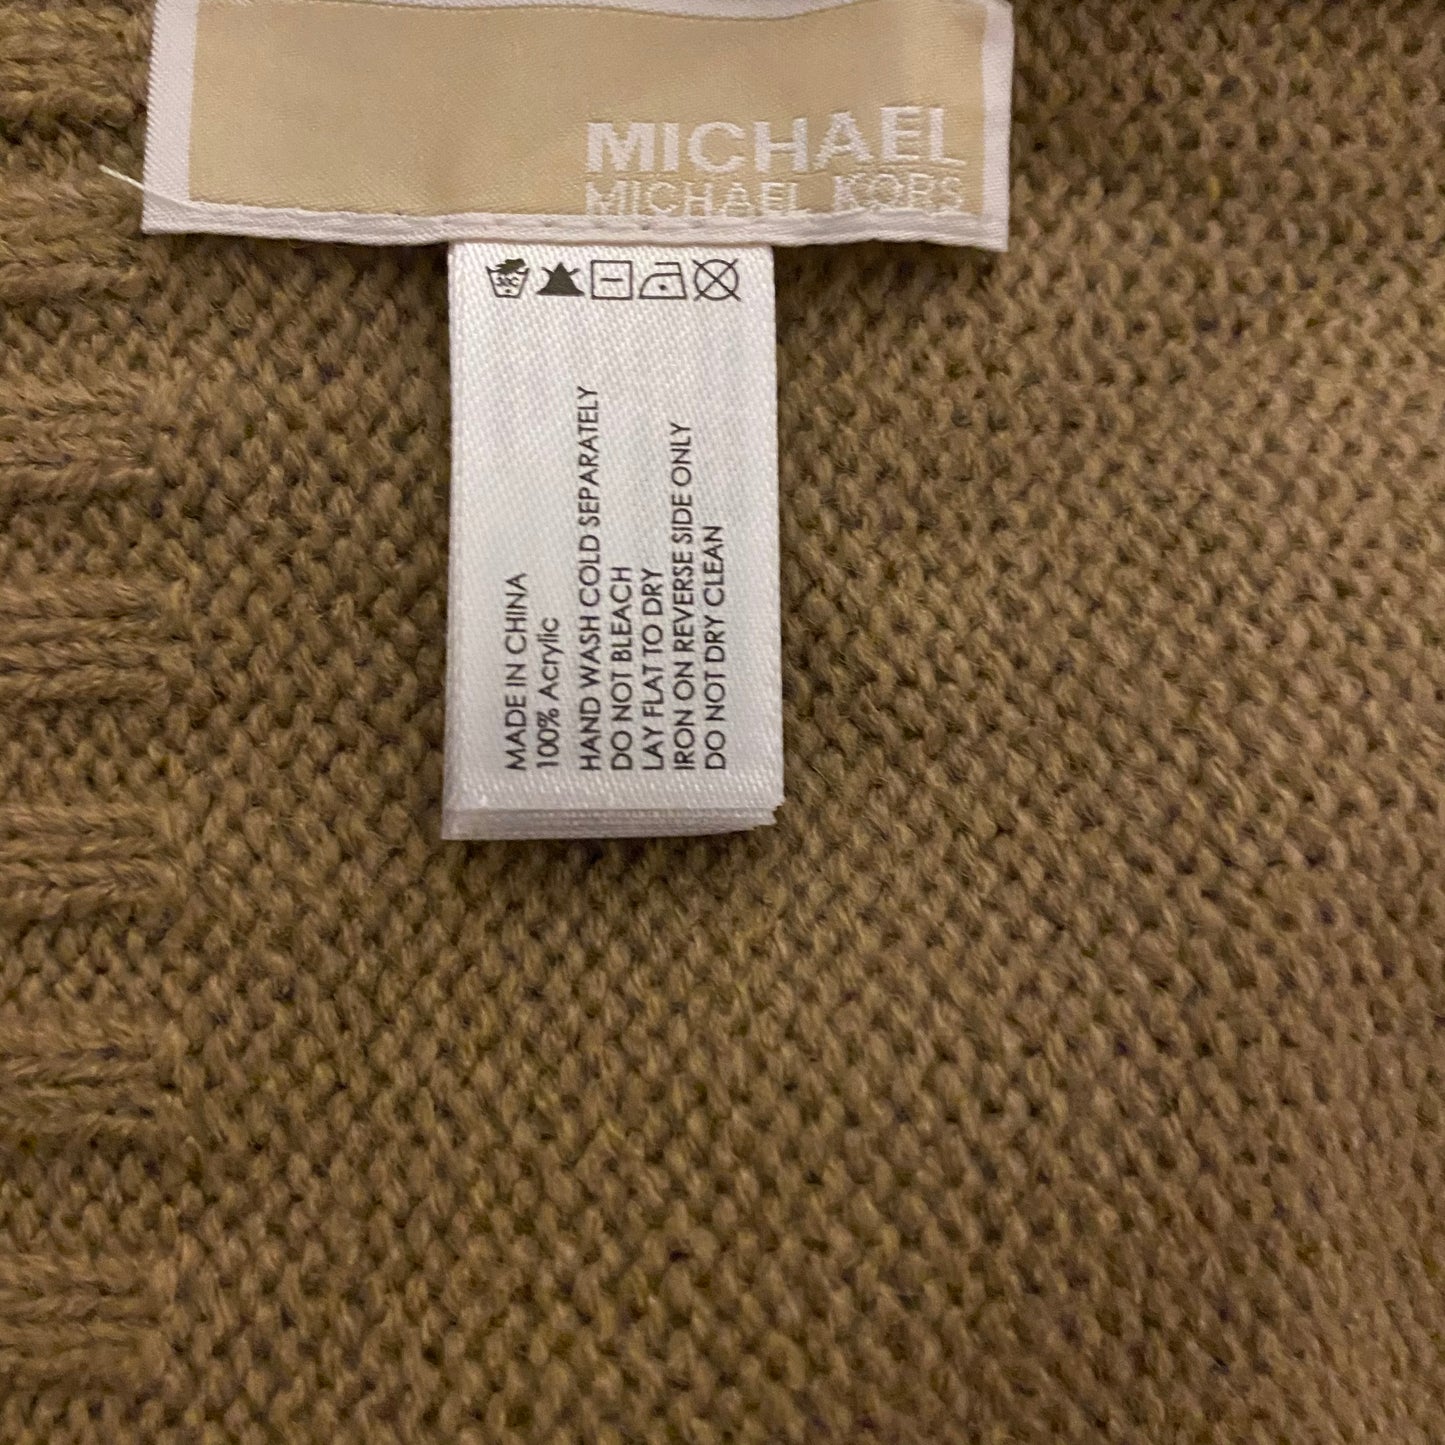 MICHAEL
MICHAEL KORS
MADE IN CHINA
100% Acrylic
HAND WASH COLD SEPARATELY
DO NOT BLEACH
LAY FLAT TO DRY
IRON ON REVERSE SIDE ONLY
DO NOT DRY CLEAN